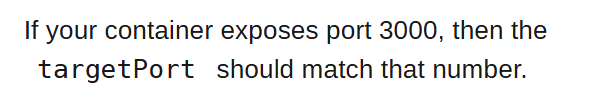 If your container exposes port 3000, then the
targetPort should match that number.